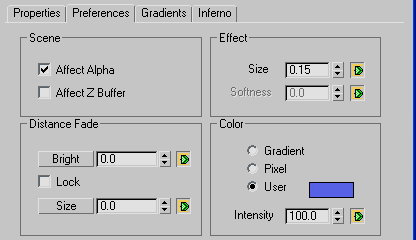 Properties Preferences Gradients Inferno
Scene
Affect Alpha
Affect Z Buffer
Effect
Size 0.15
Softness 0.0
Distance Fade
Bright 0.0
Lock
Size 0.0
Color
Gradient
Pixel
User
Intensity 100.0